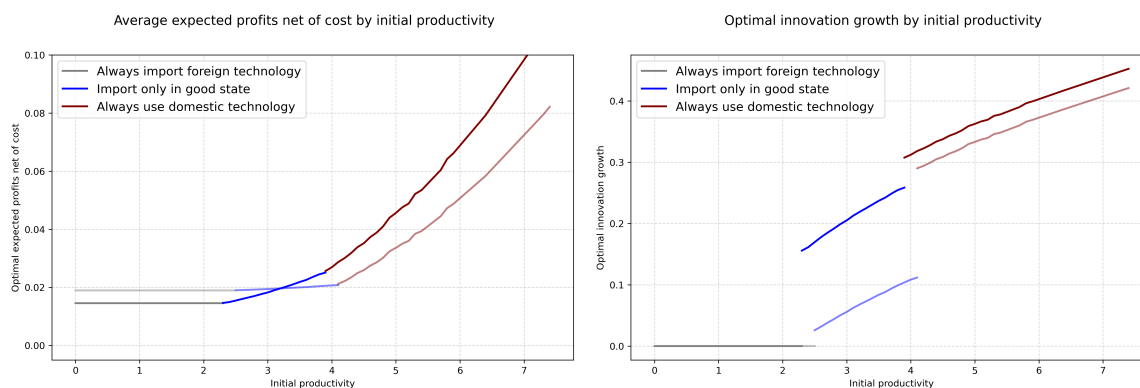 Average expected profits net of cost by initial productivity
Optimal expected profits net of cost
0.10
0.08
0.06
0.04
0.02
0.00
Always import foreign technology
Import only in good state
Always use domestic technology
0 1 2 3 4 5 6 7
Initial productivity
Optimal innovation growth by initial productivity
Optimal innovation growth
0.4
0.3
0.2
0.1
0.0
Always import foreign technology
Import only in good state
Always use domestic technology
0 1 2 3 4 5 6 7
Initial productivity